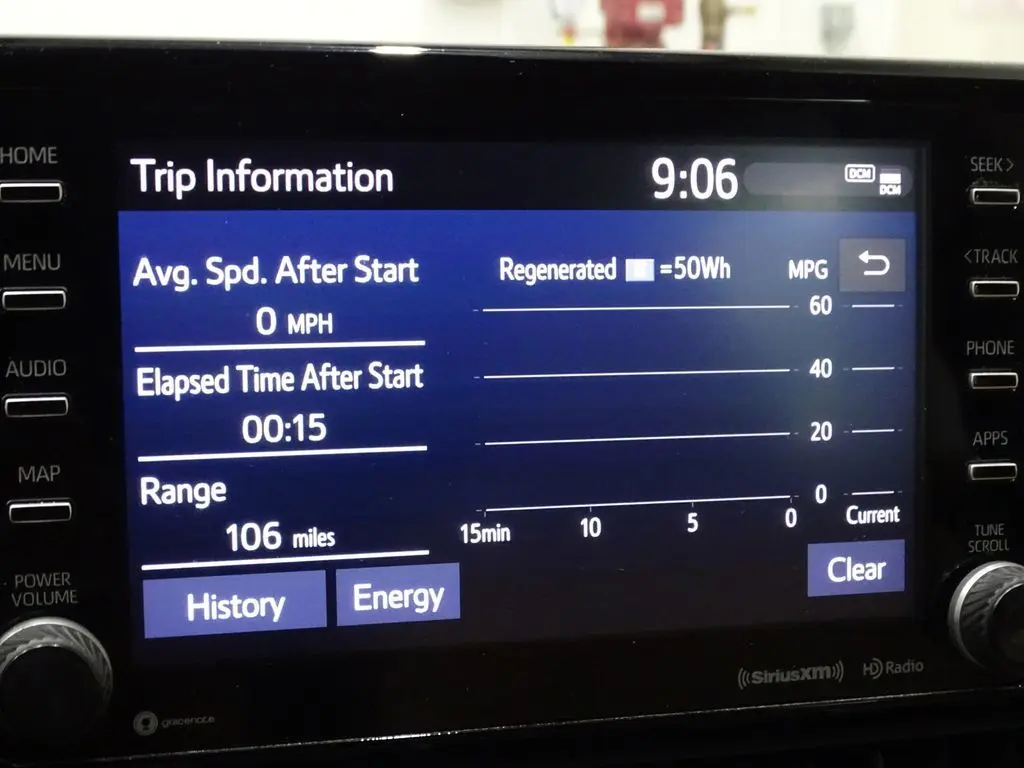 HOME
MENU
AUDIO
MAP
POWER
VOLUME
Trip Information
9:06
DCM
DCM
Avg. Spd. After Start
0 MPH
Elapsed Time After Start
00:15
Range
106 miles
History
Energy
Regenerated =50Wh
MPG
60
40
20
0
15min 10 5 0
Current
Clear
SEEK>
<TRACK
PHONE
APPS
TUNE
SCROLL
gracenote
((SiriusXM))
HD Radio